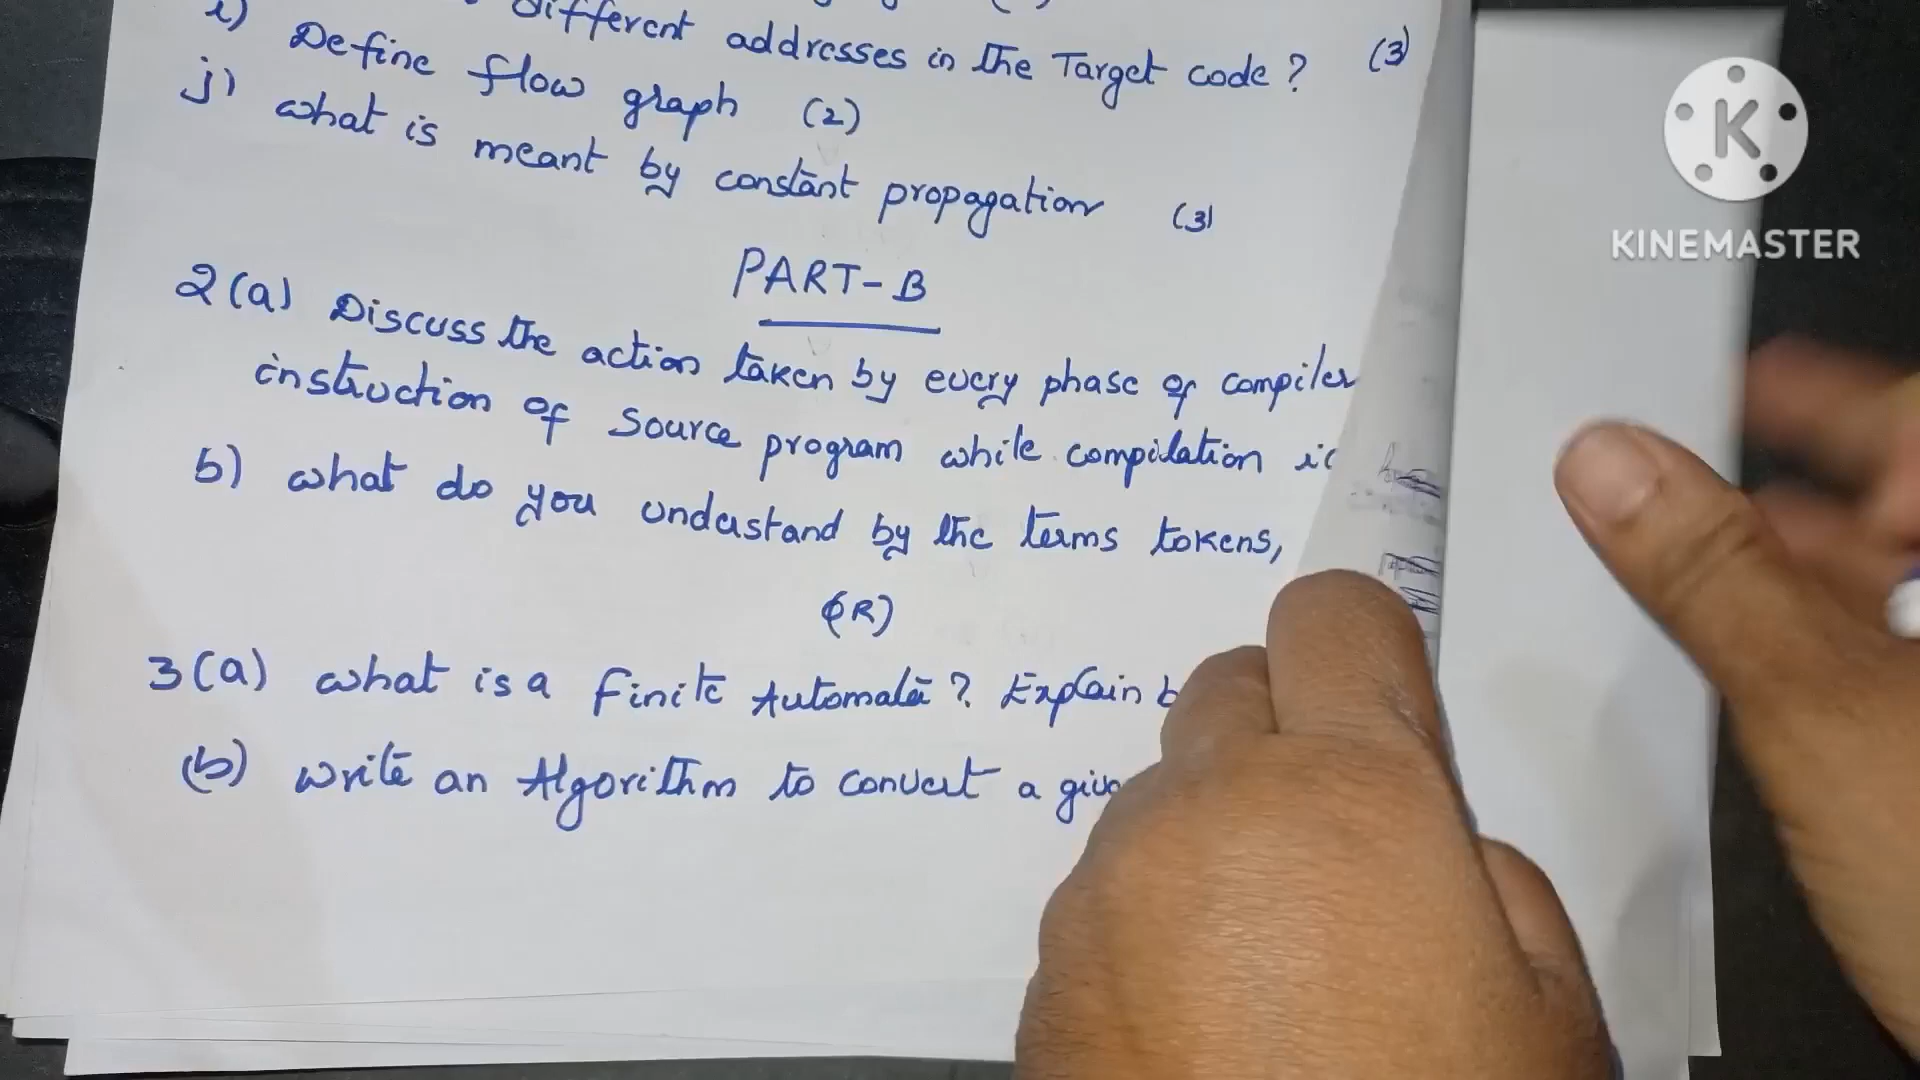 different addresses in the Target code? (3)
i) Define flow graph (2)
j) what is meant by constant propagation (3)
PART-B
2(a) Discuss the action taken by every phase of compiler
instruction of source program while compilation
b) what do you understand by the terms tokens,
(OR)
3(a) what is a Finite Automata? Explain
(b) write an Algorithm to convert a
K
KINEMASTER